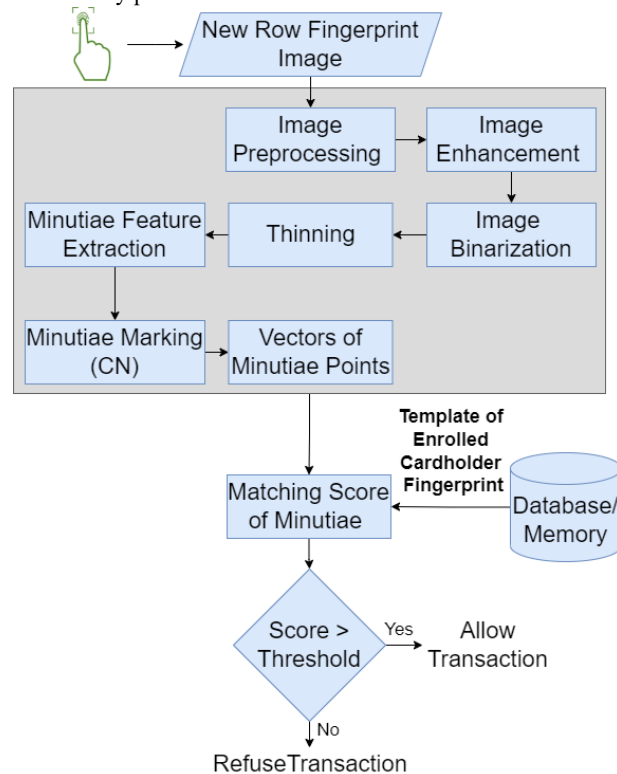 New Row Fingerprint
Image
Image
Preprocessing
Image
Enhancement
Minutiae Feature
Extraction
Thinning
Image
Binarization
Minutiae Marking
(CN)
Vectors of
Minutiae Points
Template of
Enrolled
Cardholder
Fingerprint
Matching Score
of Minutiae
Database/
Memory
Score >
Threshold
Yes
Allow
Transaction
No
RefuseTransaction